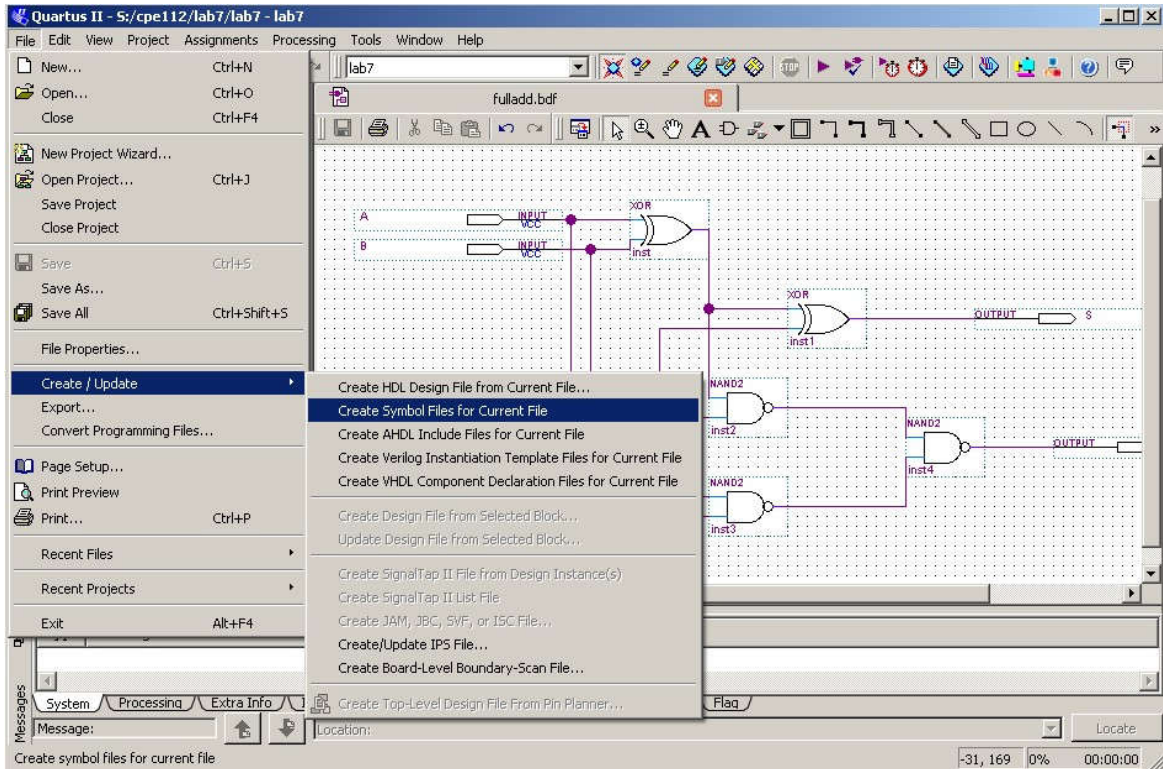 Quartus II - S:/cpe112/lab7/lab7 - lab7
File Edit View Project Assignments Processing Tools Window Help
New... Ctrl+N
Open... Ctrl+O
Close Ctrl+F4
New Project Wizard...
Open Project... Ctrl+J
Save Project
Close Project
Save Ctrl+S
Save As...
Save All Ctrl+Shift+S
File Properties...
Create / Update
Export...
Convert Programming Files...
Page Setup...
Print Preview
Print... Ctrl+P
Recent Files
Recent Projects
Exit Alt+F4
Create HDL Design File from Current File...
Create Symbol Files for Current File
Create AHDL Include Files for Current File
Create Verilog Instantiation Template Files for Current File
Create VHDL Component Declaration Files for Current File
Create Design File from Selected Block...
Update Design File from Selected Block...
Create SignalTap II File from Design Instance(s)
Create SignalTap II List File
Create JAM, JBC, SVF, or ISC File...
Create/Update IPS File...
Create Board-Level Boundary-Scan File...
Create Top-Level Design File From Pin Planner...
lab7
STOP
fulladd.bdf
A
A INPUT
VCC
B INPUT
VCC
XOR
inst
XOR
inst1
OUTPUT S
NAND2
inst2
NAND2
inst4
OUTPUT
NAND2
inst3
Messages
System Processing Extra Info Flag
Message: Location: Locate
Create symbol files for current file -31, 169 0% 00:00:00